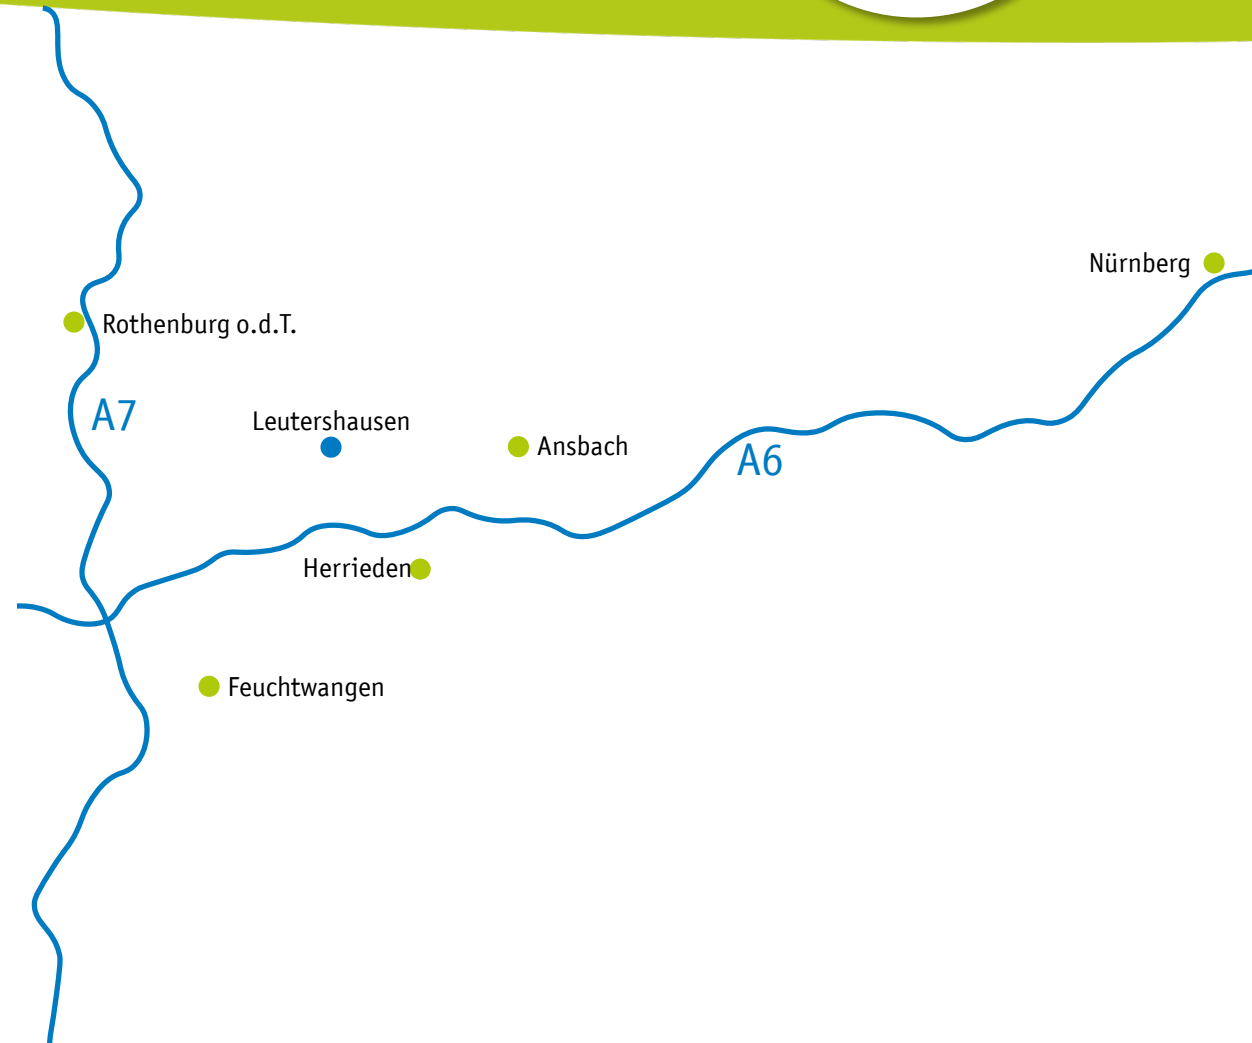 Nürnberg
Rothenburg o.d.T.
A7
Leutershausen
Ansbach
A6
Herrieden
Feuchtwangen